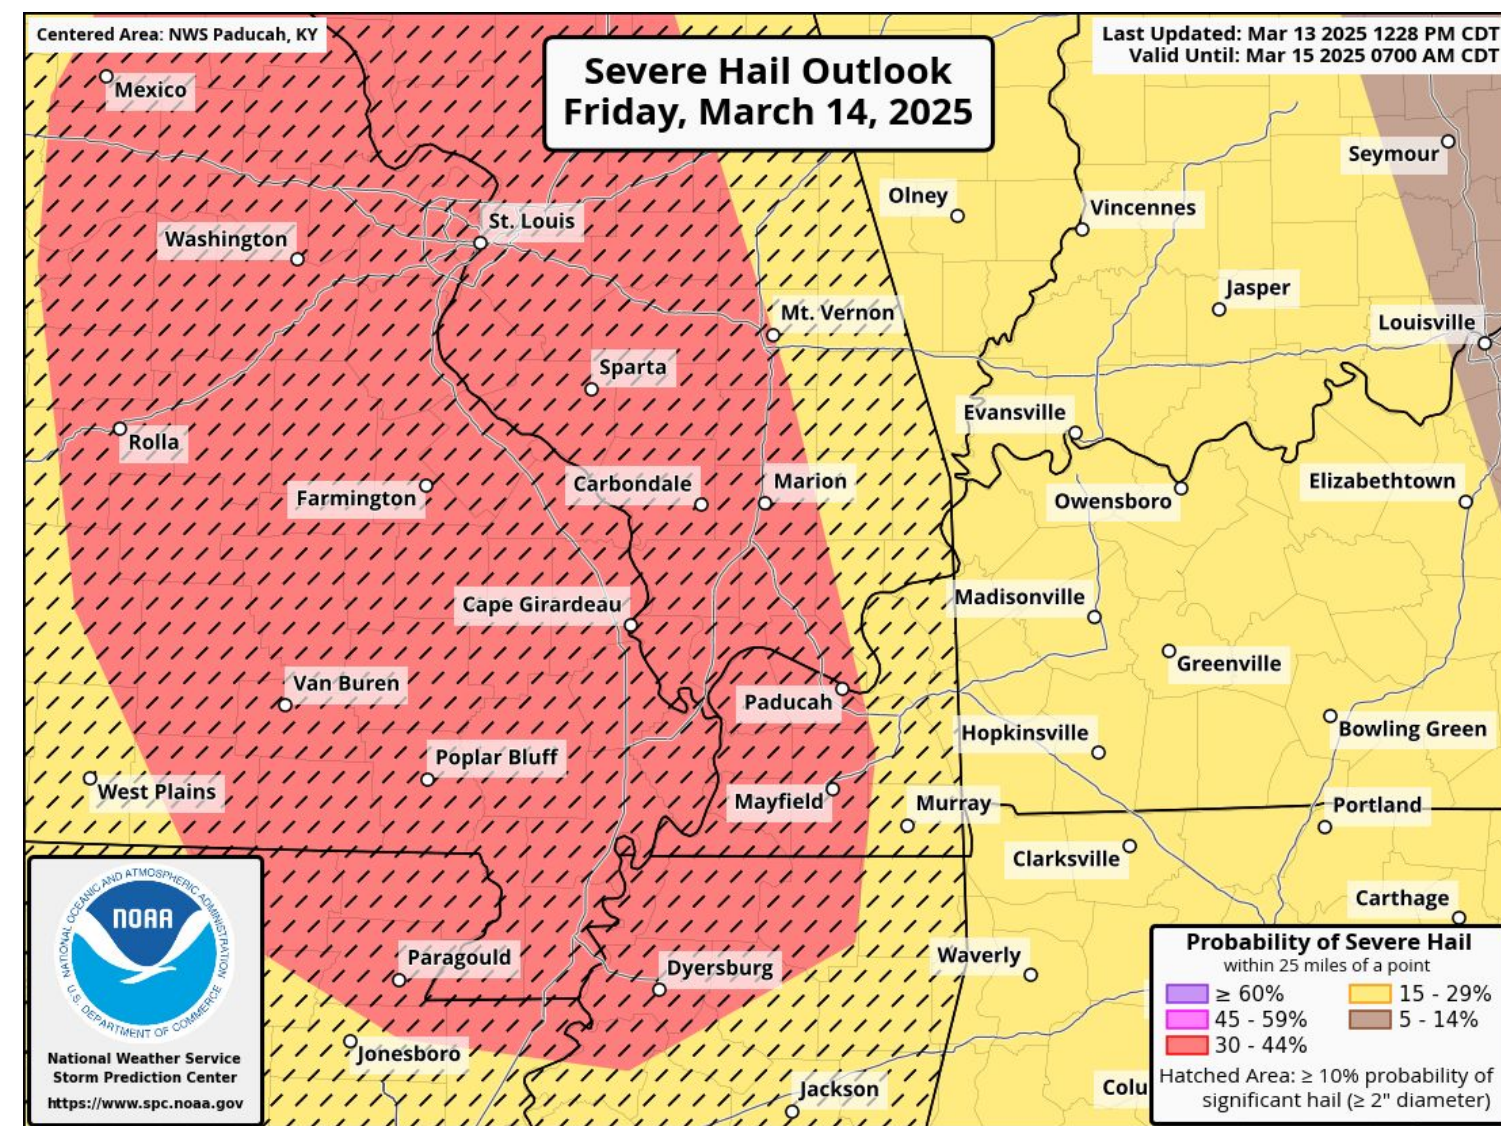 Centered Area: NWS Paducah, KY
Last Updated: Mar 13 2025 1228 PM CDT
Valid Until: Mar 15 2025 0700 AM CDT
Severe Hail Outlook
Friday, March 14, 2025
Mexico
Seymour
Olney
Vincennes
St. Louis
Washington
Jasper
Mt. Vernon
Louisville
Sparta
Evansville
Rolla
Carbondale
Marion
Elizabethtown
Farmington
Owensboro
Cape Girardeau
Madisonville
Greenville
Van Buren
Paducah
Hopkinsville
Bowling Green
Poplar Bluff
West Plains
Mayfield
Murray
Portland
Clarksville
Carthage
Paragould
Dyersburg
Waverly
Jonesboro
Jackson
Colu
NATIONAL OCEANIC AND ATMOSPHERIC ADMINISTRATION
NOAA
U.S. DEPARTMENT OF COMMERCE
National Weather Service
Storm Prediction Center
https://www.spc.noaa.gov
Probability of Severe Hail
within 25 miles of a point
≥ 60%
15 - 29%
45 - 59%
5 - 14%
30 - 44%
Hatched Area: ≥ 10% probability of
significant hail (≥ 2" diameter)